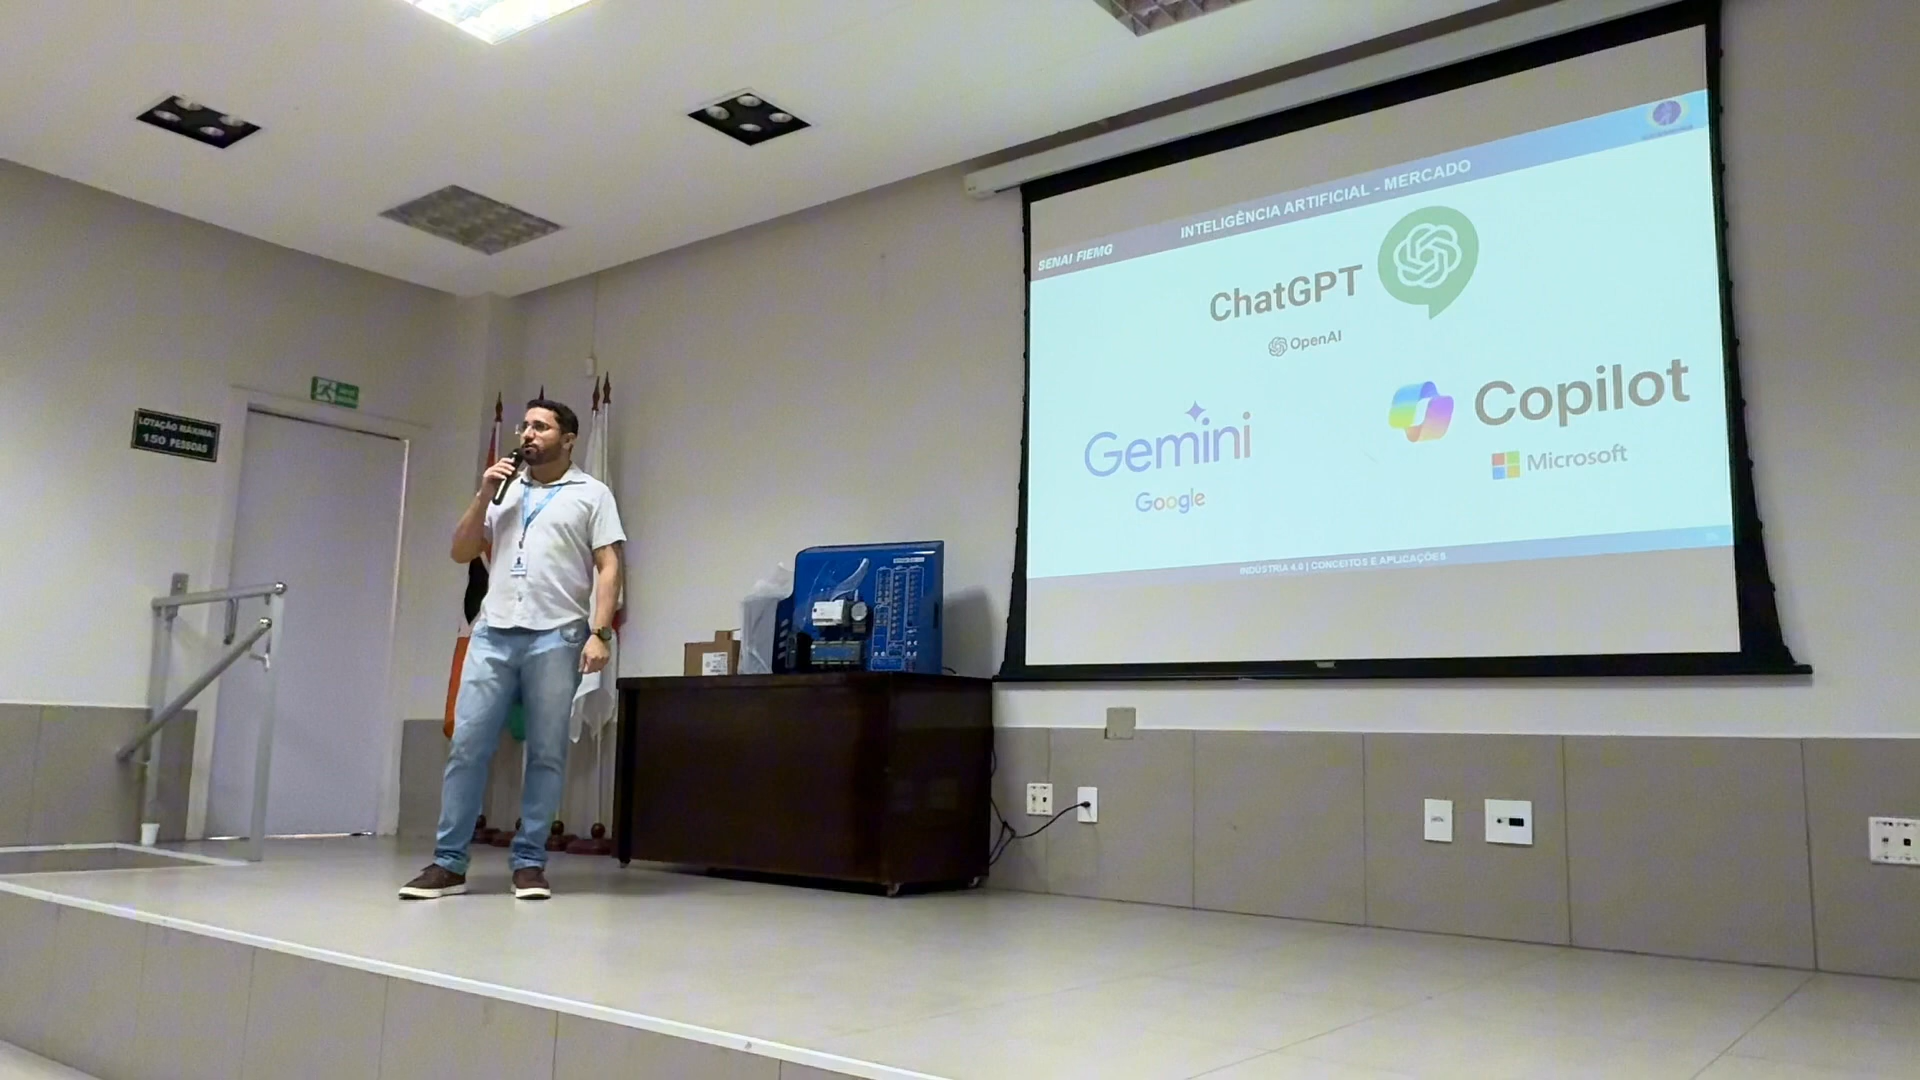 LOTAÇÃO MÁXIMA:
150 PESSOAS
INTELIGÊNCIA ARTIFICIAL - MERCADO
SENAI FIEMG
ChatGPT
OpenAI
Gemini
Google
Copilot
Microsoft
INDÚSTRIA 4.0 | CONCEITOS E APLICAÇÕES